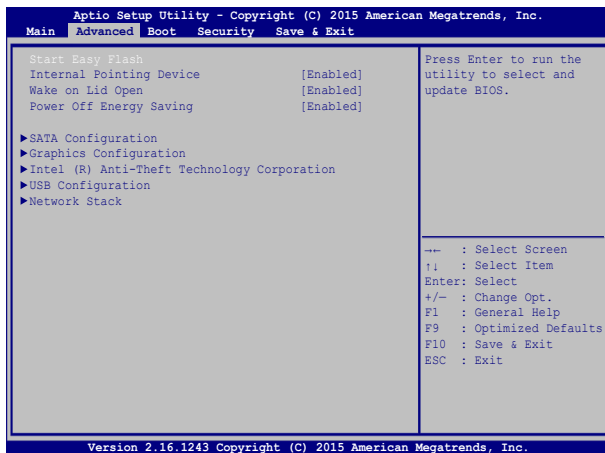 Aptio Setup Utility - Copyright (C) 2015 American Megatrends, Inc.
Main Advanced Boot Security Save & Exit
Start Easy Flash
Internal Pointing Device [Enabled]
Wake on Lid Open [Enabled]
Power Off Energy Saving [Enabled]
▶SATA Configuration
▶Graphics Configuration
▶Intel (R) Anti-Theft Technology Corporation
▶USB Configuration
▶Network Stack
Press Enter to run the
utility to select and
update BIOS.
→← : Select Screen
↑↓ : Select Item
Enter: Select
+/— : Change Opt.
F1 : General Help
F9 : Optimized Defaults
F10 : Save & Exit
ESC : Exit
Version 2.16.1243 Copyright (C) 2015 American Megatrends, Inc.